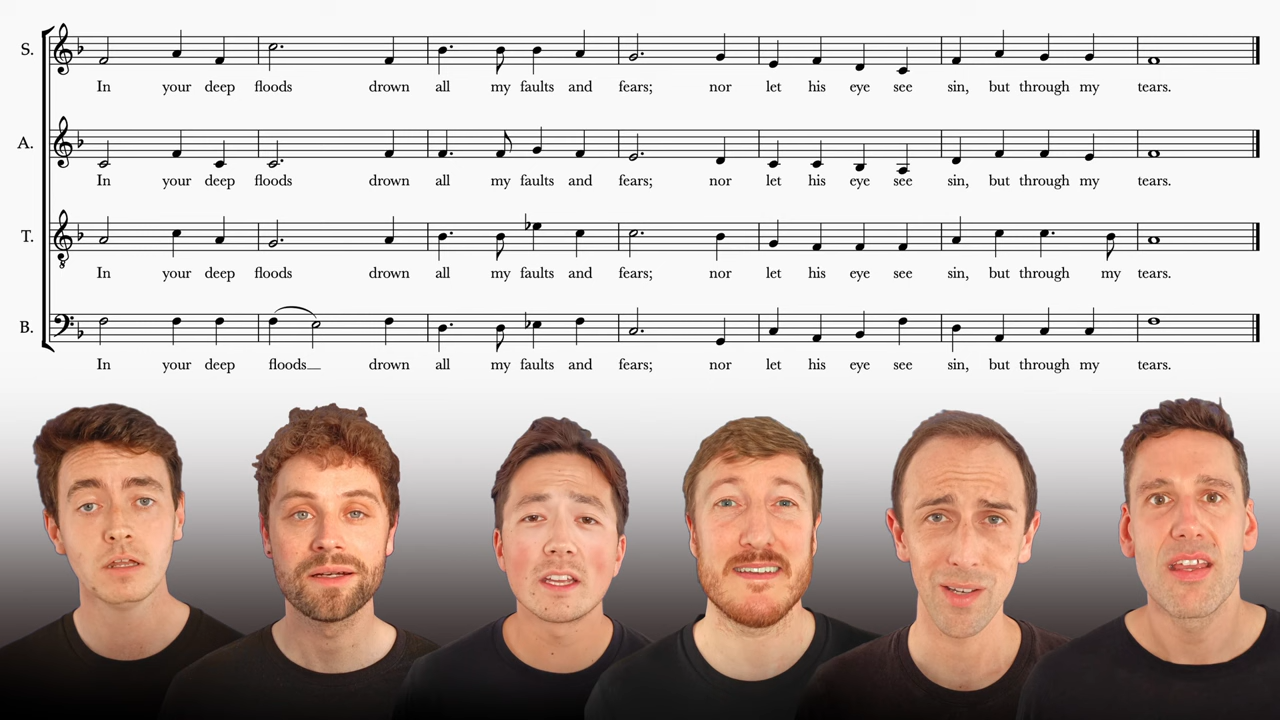 S.
In your deep floods drown all my faults and fears; nor let his eye see sin, but through my tears.
A.
In your deep floods drown all my faults and fears; nor let his eye see sin, but through my tears.
T.
In your deep floods drown all my faults and fears; nor let his eye see sin, but through my tears.
B.
In your deep floods drown all my faults and fears; nor let his eye see sin, but through my tears.